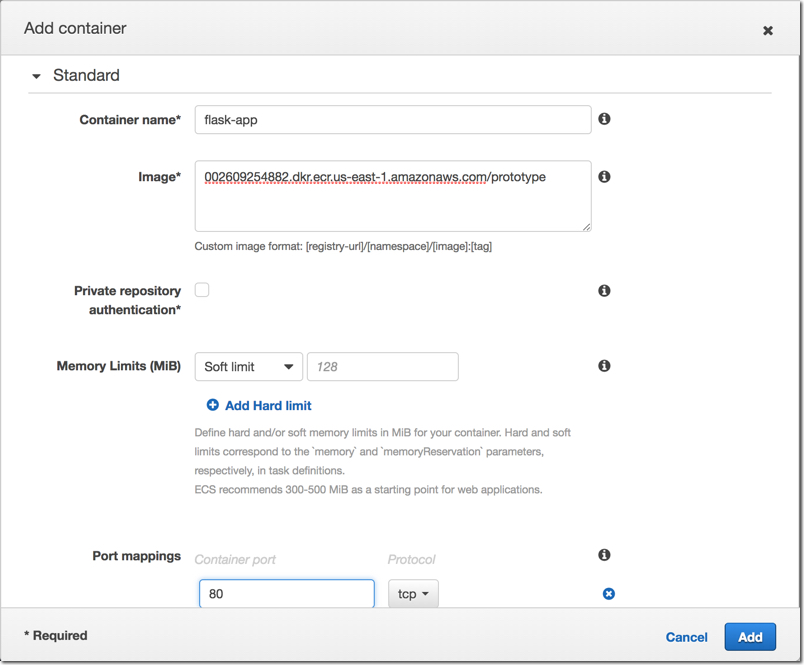 Add container
Standard
Container name*
flask-app
Image*
002609254882.dkr.ecr.us-east-1.amazonaws.com/prototype
Custom image format: [registry-url]/[namespace]/[image]:[tag]
Private repository
authentication*
Memory Limits (MiB)
Soft limit
128
Add Hard limit
Define hard and/or soft memory limits in MiB for your container. Hard and soft
limits correspond to the `memory` and `memoryReservation` parameters,
respectively, in task definitions.
ECS recommends 300-500 MiB as a starting point for web applications.
Port mappings
Container port
Protocol
80
tcp
* Required
Cancel
Add